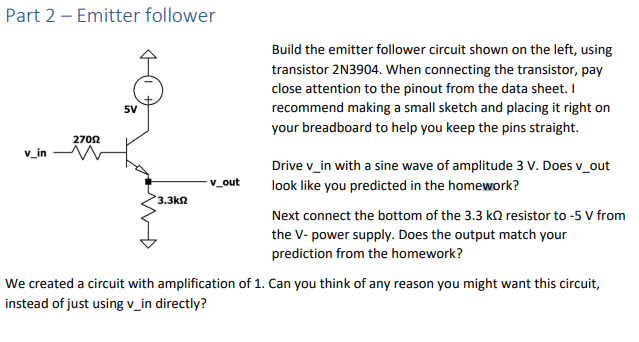 Part 2 – Emitter follower
Build the emitter follower circuit shown on the left, using
transistor 2N3904. When connecting the transistor, pay
close attention to the pinout from the data sheet. I
recommend making a small sketch and placing it right on
your breadboard to help you keep the pins straight.
5V
270Ω
v_in
v_out
3.3kΩ
Drive v_in with a sine wave of amplitude 3 V. Does v_out
look like you predicted in the homework?
Next connect the bottom of the 3.3 kΩ resistor to -5 V from
the V- power supply. Does the output match your
prediction from the homework?
We created a circuit with amplification of 1. Can you think of any reason you might want this circuit,
instead of just using v_in directly?